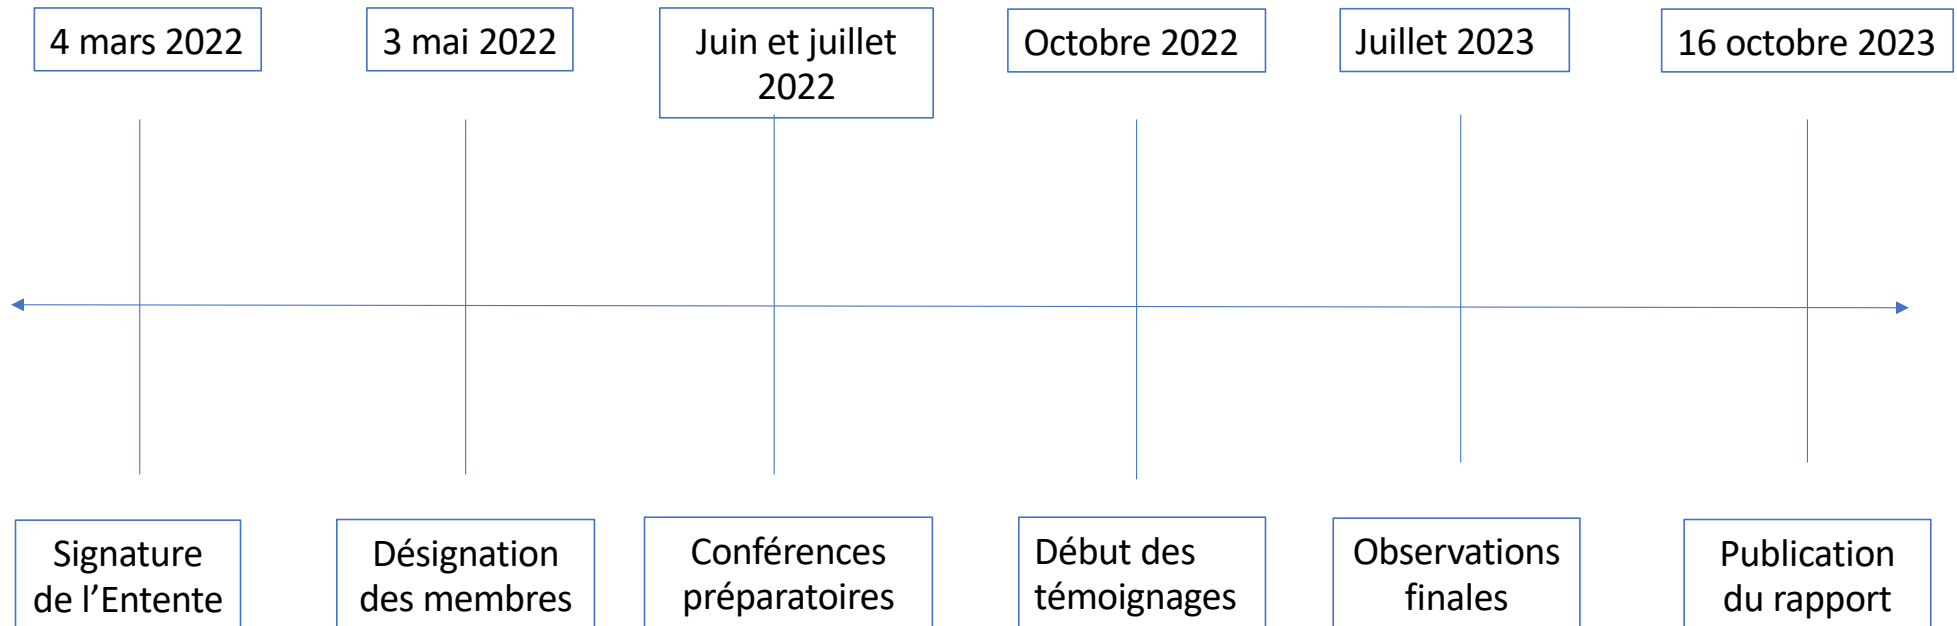 4 mars 2022
3 mai 2022
Juin et juillet
2022
Octobre 2022
Juillet 2023
16 octobre 2023
Signature
de l’Entente
Désignation
des membres
Conférences
préparatoires
Début des
témoignages
Observations
finales
Publication
du rapport